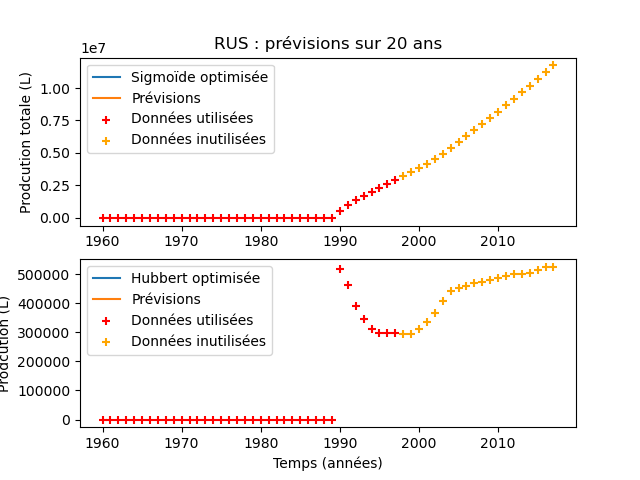 RUS : prévisions sur 20 ans
1e7
Prodcution totale (L)
1.00
0.75
0.50
0.25
0.00
Sigmoïde optimisée
Prévisions
Données utilisées
Données inutilisées
1960 1970 1980 1990 2000 2010
Prodcution (L)
500000
400000
300000
200000
100000
0
Hubbert optimisée
Prévisions
Données utilisées
Données inutilisées
1960 1970 1980 1990 2000 2010
Temps (années)